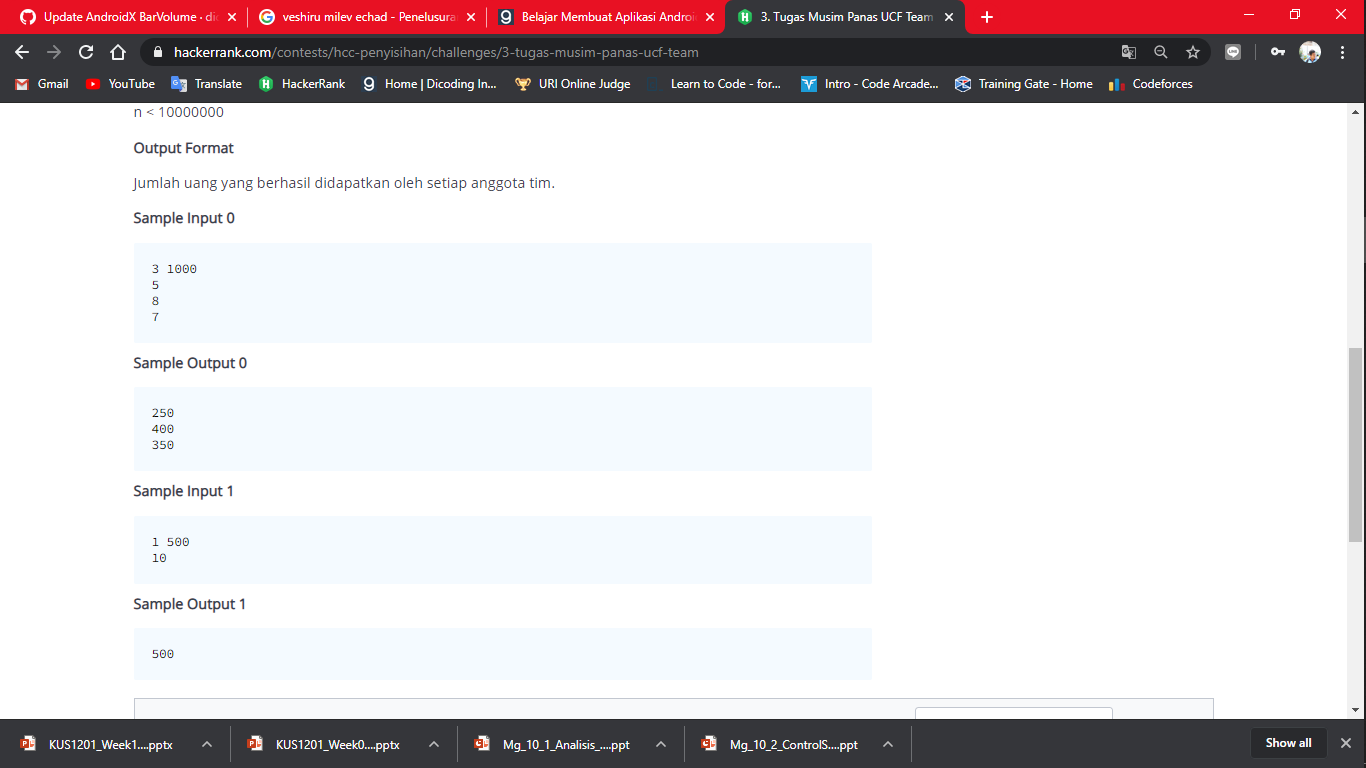 Update AndroidX BarVolume · dic
veshiru milev echad - Penelusura
Belajar Membuat Aplikasi Androi
3. Tugas Musim Panas UCF Team
hackerrank.com/contests/hcc-penyisihan/challenges/3-tugas-musim-panas-ucf-team
Gmail
YouTube
Translate
HackerRank
Home | Dicoding In...
URI Online Judge
Learn to Code - for...
Intro - Code Arcade...
Training Gate - Home
Codeforces
n < 10000000
Output Format
Jumlah uang yang berhasil didapatkan oleh setiap anggota tim.
Sample Input 0
3 1000
5
8
7
Sample Output 0
250
400
350
Sample Input 1
1 500
10
Sample Output 1
500
KUS1201_Week1....pptx
KUS1201_Week0....pptx
Mg_10_1_Analisis_....ppt
Mg_10_2_ControlS....ppt
Show all